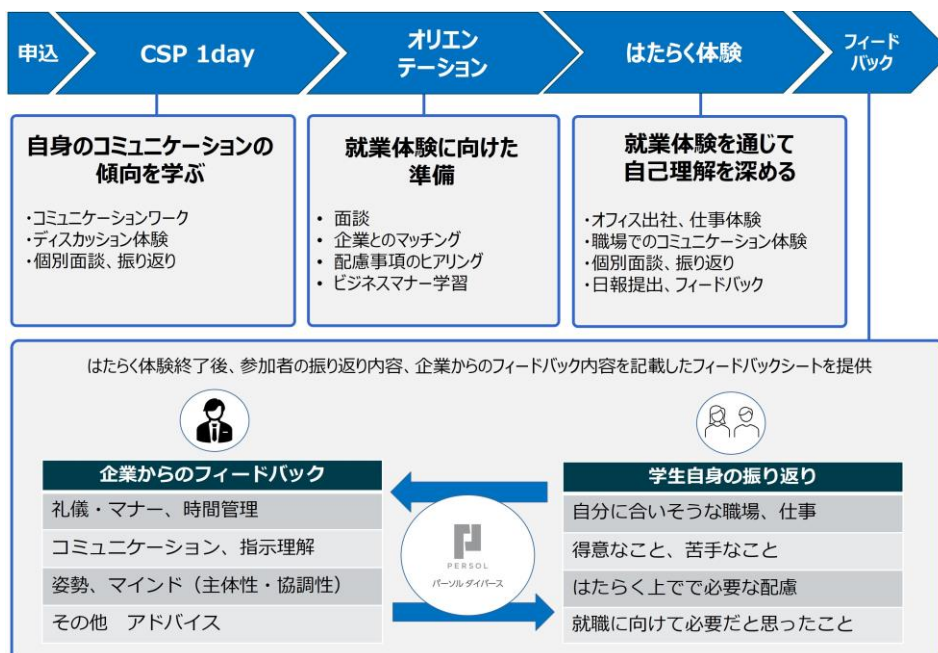 申込
CSP 1day
オリエン
テーション
はたらく体験
フィード
バック
自身のコミュニケーションの
傾向を学ぶ
・コミュニケーションワーク
・ディスカッション体験
・個別面談、振り返り
就業体験に向けた
準備
• 面談
• 企業とのマッチング
• 配慮事項のヒアリング
• ビジネスマナー学習
就業体験を通じて
自己理解を深める
・オフィス出社、仕事体験
・職場でのコミュニケーション体験
・個別面談、振り返り
・日報提出、フィードバック
はたらく体験終了後、参加者の振り返り内容、企業からのフィードバック内容を記載したフィードバックシートを提供
企業からのフィードバック
礼儀・マナー、時間管理
コミュニケーション、指示理解
姿勢、マインド（主体性・協調性）
その他　アドバイス
PERSOL
パーソル ダイバース
学生自身の振り返り
自分に合いそうな職場、仕事
得意なこと、苦手なこと
はたらく上でで必要な配慮
就職に向けて必要だと思ったこと